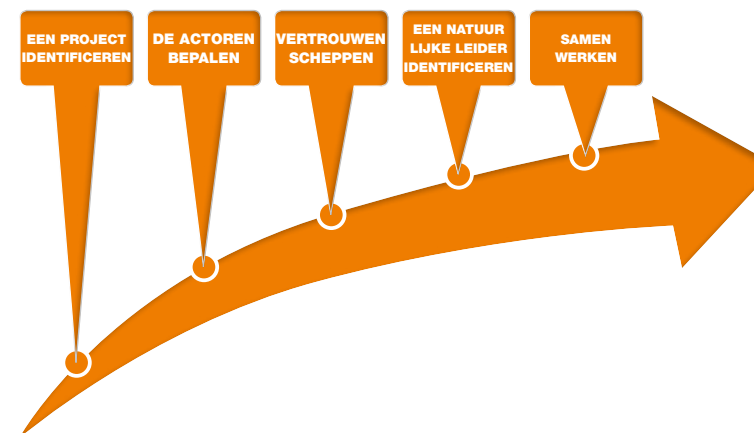 EEN PROJECT
IDENTIFICEREN
DE ACTOREN
BEPALEN
VERTROUWEN
SCHEPPEN
EEN NATUUR
LIJKE LEIDER
IDENTIFICEREN
SAMEN
WERKEN